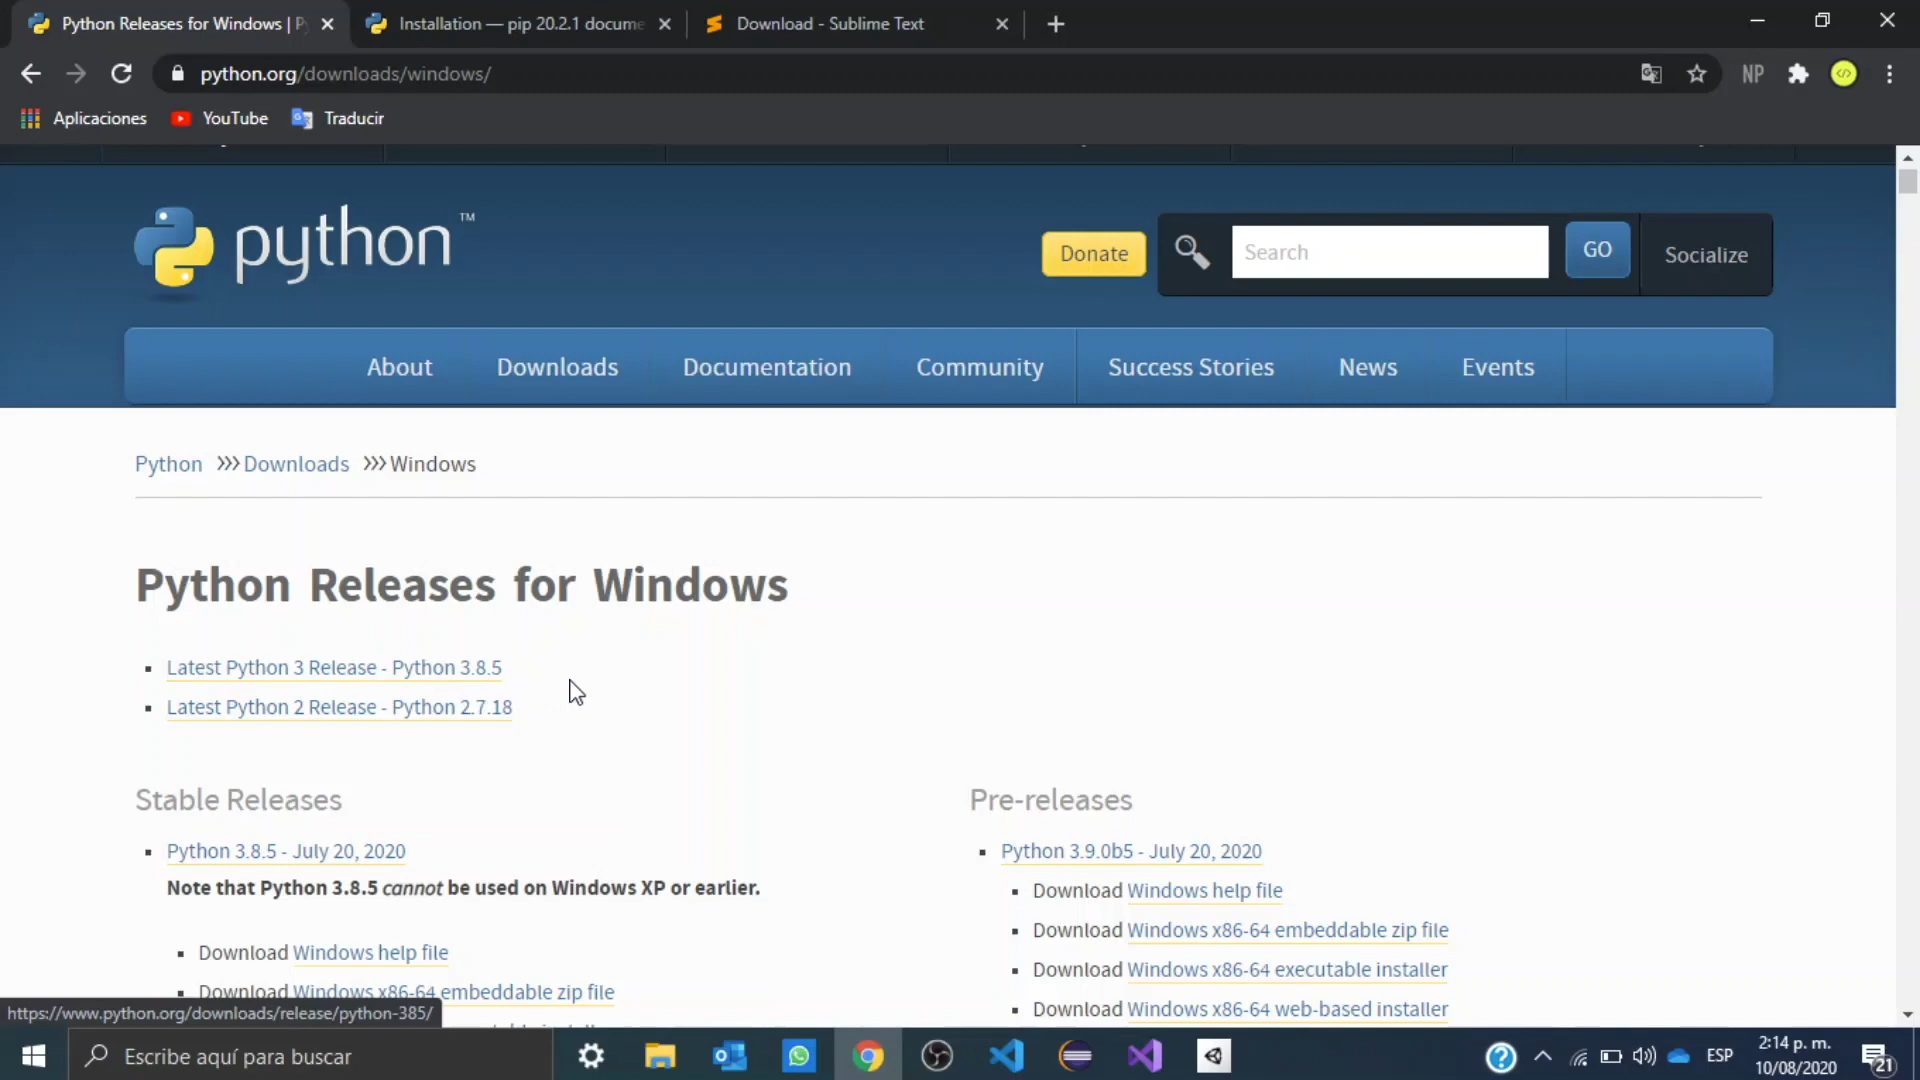 Python Releases for Windows | Py
Installation — pip 20.2.1 docume
Download - Sublime Text
python.org/downloads/windows/
NP
Aplicaciones
YouTube
Traducir
python™
Donate
Search
GO
Socialize
About
Downloads
Documentation
Community
Success Stories
News
Events
Python >>> Downloads >>> Windows
Python Releases for Windows
Latest Python 3 Release - Python 3.8.5
Latest Python 2 Release - Python 2.7.18
Stable Releases
Python 3.8.5 - July 20, 2020
Note that Python 3.8.5 cannot be used on Windows XP or earlier.
Download Windows help file
Download Windows x86-64 embeddable zip file
Pre-releases
Python 3.9.0b5 - July 20, 2020
Download Windows help file
Download Windows x86-64 embeddable zip file
Download Windows x86-64 executable installer
Download Windows x86-64 web-based installer
https://www.python.org/downloads/release/python-385/
Escribe aquí para buscar
ESP
2:14 p. m.
10/08/2020
21